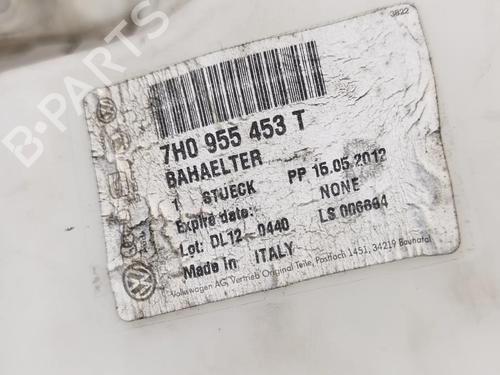 3822
B-PARTS
7H0 955 453 T
BAHAELTER
1 STUECK PP 15.05.2012
Expire date: NONE
Lot: DL12-0440 LS 006664
Made In ITALY
Volkswagen AG, Vertrieb Original Teile, Postfach 1451, 34219 Baunatal